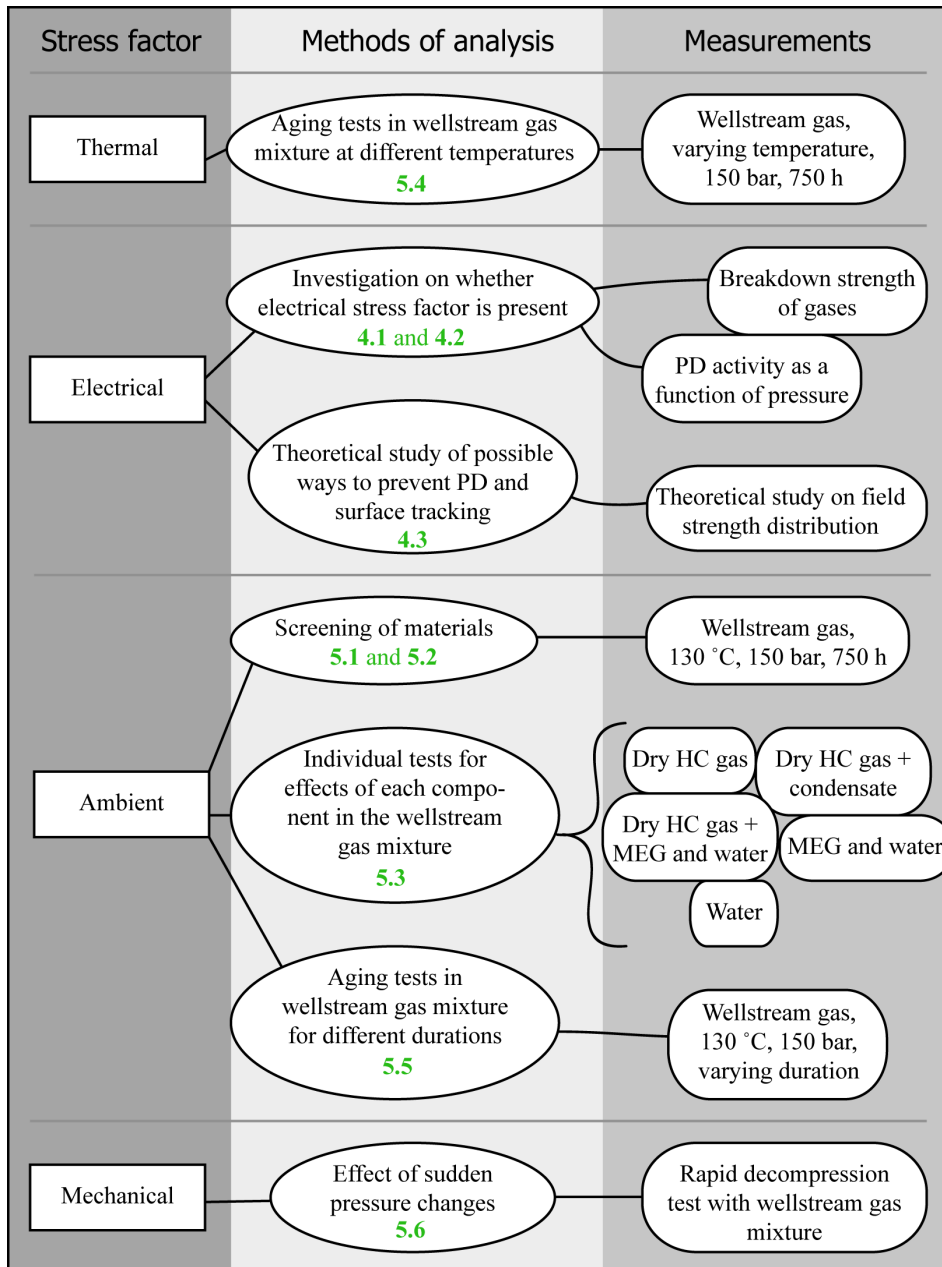 Stress factor
Methods of analysis
Measurements
Thermal
Aging tests in wellstream gas
mixture at different temperatures
5.4
Wellstream gas,
varying temperature,
150 bar, 750 h
Electrical
Investigation on whether
electrical stress factor is present
4.1 and 4.2
Breakdown strength
of gases
PD activity as a
function of pressure
Theoretical study of possible
ways to prevent PD and
surface tracking
4.3
Theoretical study on field
strength distribution
Ambient
Screening of materials
5.1 and 5.2
Wellstream gas,
130 ˚C, 150 bar, 750 h
Individual tests for
effects of each compo-
nent in the wellstream
gas mixture
5.3
Dry HC gas
Dry HC gas +
condensate
Dry HC gas +
MEG and water
MEG and water
Water
Aging tests in
wellstream gas mixture
for different durations
5.5
Wellstream gas,
130 ˚C, 150 bar,
varying duration
Mechanical
Effect of sudden
pressure changes
5.6
Rapid decompression
test with wellstream gas
mixture